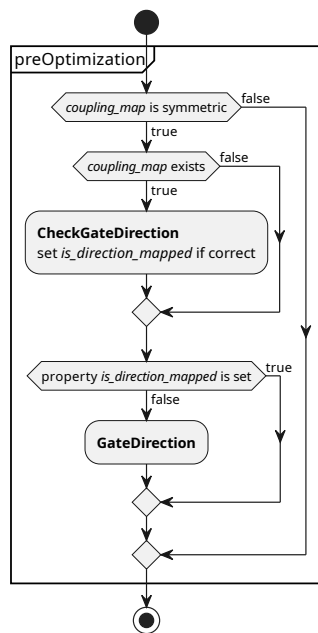 preOptimization
coupling_map is symmetric
false
true
coupling_map exists
false
true
CheckGateDirection
set is_direction_mapped if correct
property is_direction_mapped is set
true
false
GateDirection